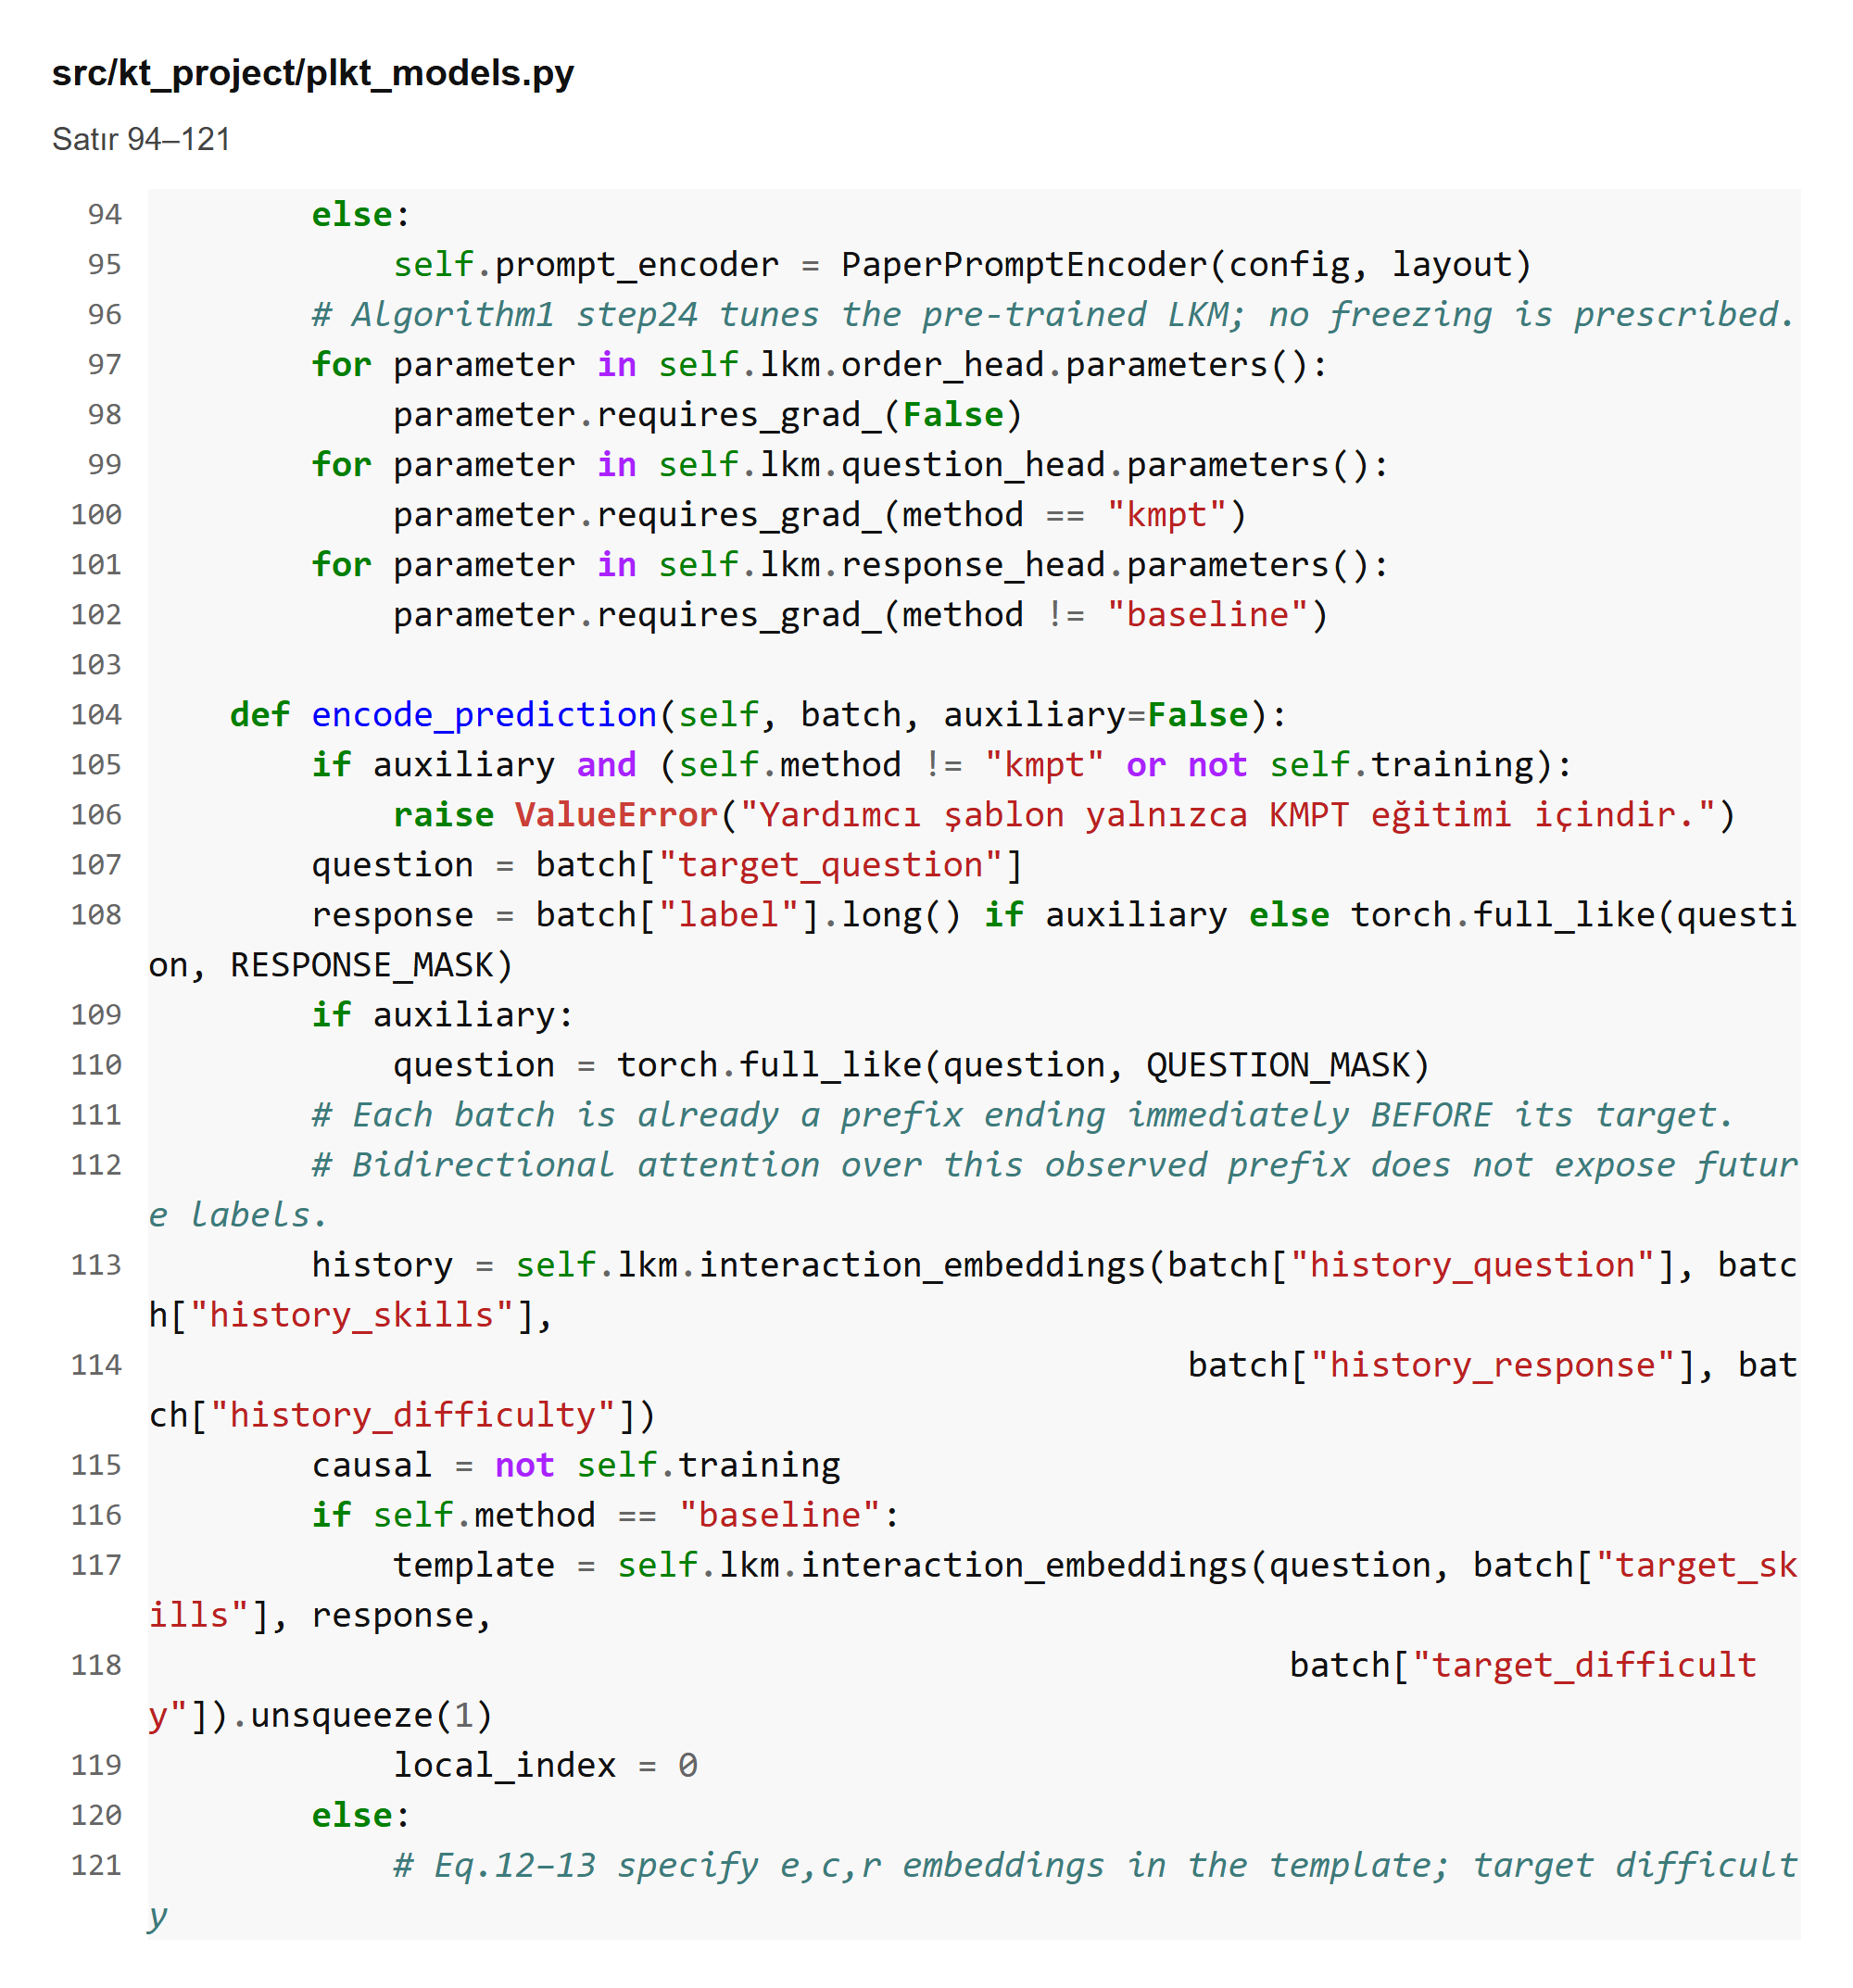 src/kt_project/plkt_models.py
Satır 94–121
94         else:
95             self.prompt_encoder = PaperPromptEncoder(config, layout)
96         # Algorithm1 step24 tunes the pre-trained LKM; no freezing is prescribed.
97         for parameter in self.lkm.order_head.parameters():
98             parameter.requires_grad_(False)
99         for parameter in self.lkm.question_head.parameters():
100             parameter.requires_grad_(method == "kmpt")
101         for parameter in self.lkm.response_head.parameters():
102             parameter.requires_grad_(method != "baseline")
103
104     def encode_prediction(self, batch, auxiliary=False):
105         if auxiliary and (self.method != "kmpt" or not self.training):
106             raise ValueError("Yardımcı şablon yalnızca KMPT eğitimi içindir.")
107         question = batch["target_question"]
108         response = batch["label"].long() if auxiliary else torch.full_like(questi
on, RESPONSE_MASK)
109         if auxiliary:
110             question = torch.full_like(question, QUESTION_MASK)
111         # Each batch is already a prefix ending immediately BEFORE its target.
112         # Bidirectional attention over this observed prefix does not expose futur
e labels.
113         history = self.lkm.interaction_embeddings(batch["history_question"], batc
h["history_skills"],
114                                                    batch["history_response"], bat
ch["history_difficulty"])
115         causal = not self.training
116         if self.method == "baseline":
117             template = self.lkm.interaction_embeddings(question, batch["target_sk
ills"], response,
118                                                         batch["target_difficult
y"]).unsqueeze(1)
119             local_index = 0
120         else:
121             # Eq.12–13 specify e,c,r embeddings in the template; target difficult
y